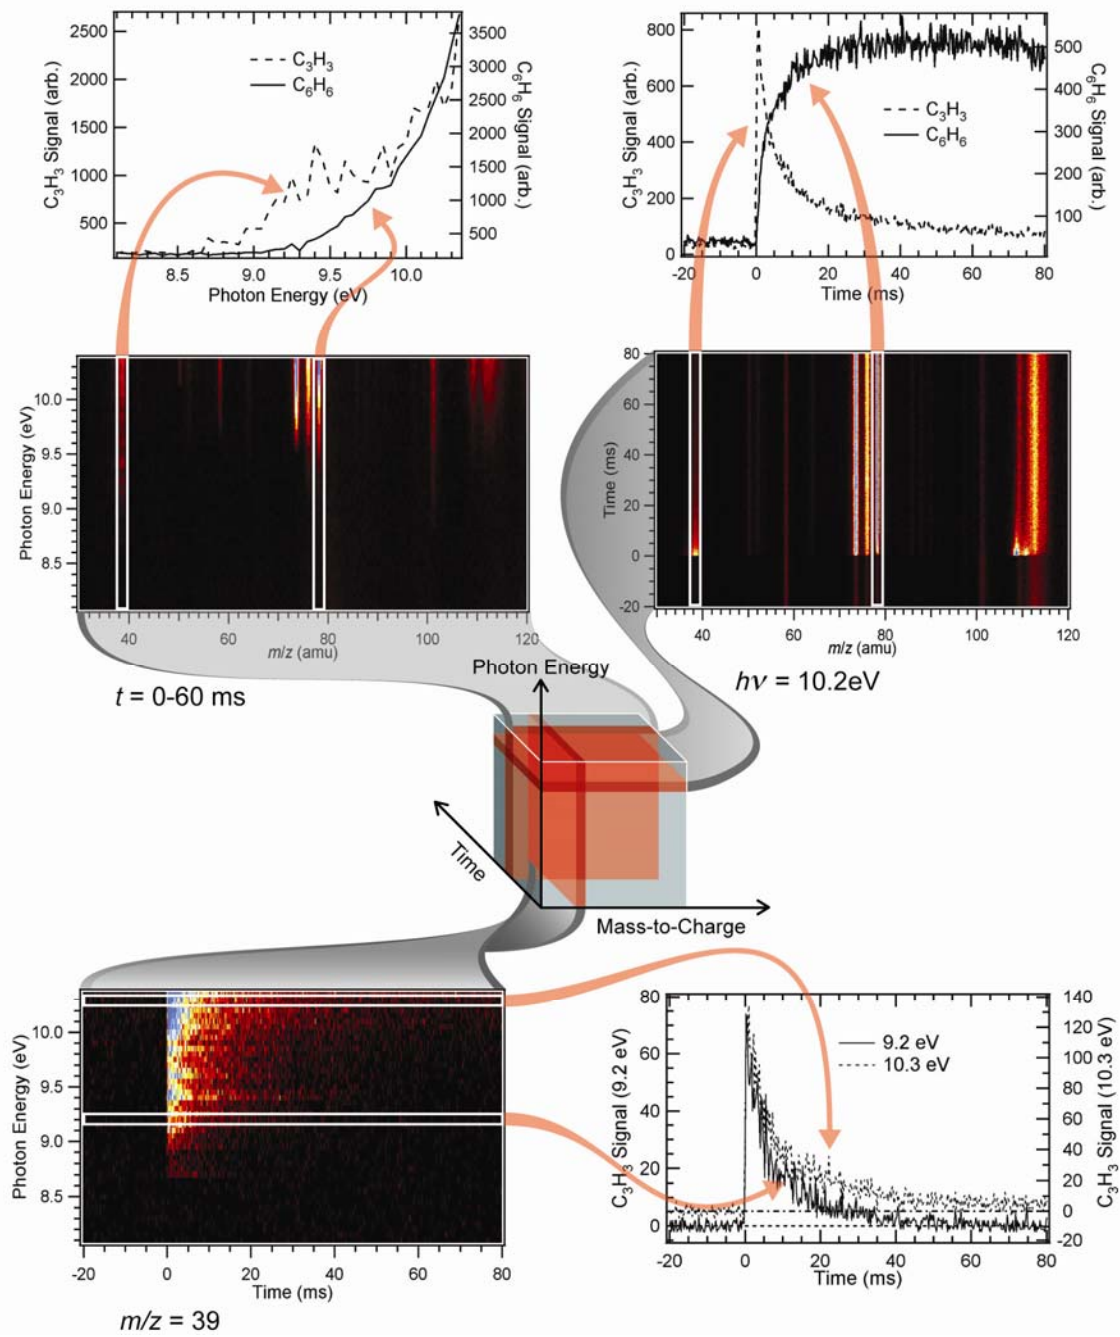 C3H3 Signal (arb.)
2500
2000
1500
1000
500
C3H3
C6H6
3500
3000
2500
2000
1500
1000
500
C6H6 Signal (arb.)
8.5 9.0 9.5 10.0
Photon Energy (eV)
C3H3 Signal (arb.)
800
600
400
200
0
C3H3
C6H6
500
400
300
200
100
C6H6 Signal (arb.)
-20 0 20 40 60 80
Time (ms)
Photon Energy (eV)
10.0
9.5
9.0
8.5
40 60 80 100 120
m/z (amu)
t = 0-60 ms
Time (ms)
80
60
40
20
0
-20
40 60 80 100 120
m/z (amu)
hν = 10.2eV
Photon Energy
Time
Mass-to-Charge
Photon Energy (eV)
10.0
9.5
9.0
8.5
-20 0 20 40 60 80
Time (ms)
m/z = 39
C3H3 Signal (9.2 eV)
80
60
40
20
0
9.2 eV
10.3 eV
140
120
100
80
60
40
20
0
-20
C3H3 Signal (10.3 eV)
-20 0 20 40 60 80
Time (ms)